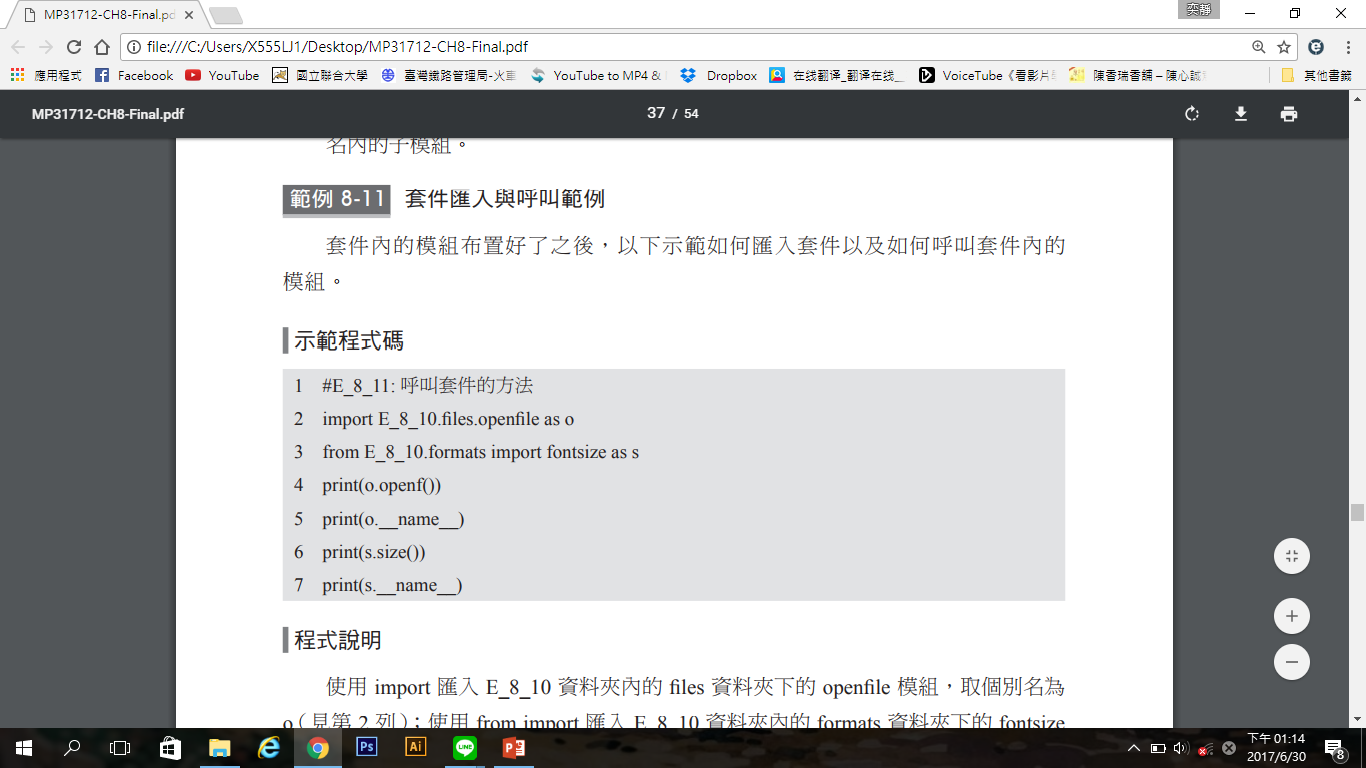 MP31712-CH8-Final.pd
奕靜
file:///C:/Users/X555LJ1/Desktop/MP31712-CH8-Final.pdf
應用程式 Facebook YouTube 國立聯合大學 臺灣鐵路管理局-火車 YouTube to MP4 & Dropbox 在线翻译_翻译在线_ VoiceTube《看影片 陳香瑞香鋪 – 陳心誠 其他書籤
MP31712-CH8-Final.pdf 37 / 54
名內的子模組。
範例 8-11 套件匯入與呼叫範例
套件內的模組布置好了之後，以下示範如何匯入套件以及如何呼叫套件內的
模組。
示範程式碼
1 #E_8_11: 呼叫套件的方法
2 import E_8_10.files.openfile as o
3 from E_8_10.formats import fontsize as s
4 print(o.openf())
5 print(o.__name__)
6 print(s.size())
7 print(s.__name__)
程式說明
使用 import 匯入 E_8_10 資料夾內的 files 資料夾下的 openfile 模組，取個別名為
o（見第 2 列）；使用 from import 匯入 E_8_10 資料夾內的 formats 資料夾下的 fontsize
Ps Ai LINE 下午 01:14
2017/6/30 8